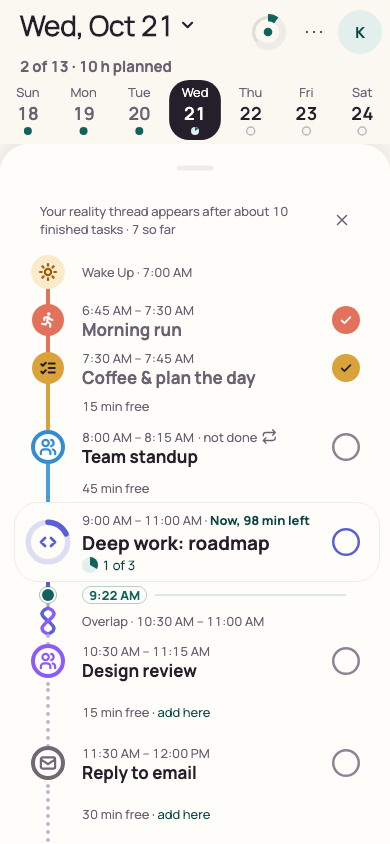 Wed, Oct 21
K
2 of 13 · 10 h planned
Sun Mon Tue Wed Thu Fri Sat
18 19 20 21 22 23 24
Your reality thread appears after about 10
finished tasks · 7 so far
Wake Up · 7:00 AM
6:45 AM – 7:30 AM
Morning run
7:30 AM – 7:45 AM
Coffee & plan the day
15 min free
8:00 AM – 8:15 AM · not done
Team standup
45 min free
9:00 AM – 11:00 AM · Now, 98 min left
Deep work: roadmap
1 of 3
9:22 AM
Overlap · 10:30 AM – 11:00 AM
10:30 AM – 11:15 AM
Design review
15 min free · add here
11:30 AM – 12:00 PM
Reply to email
30 min free · add here